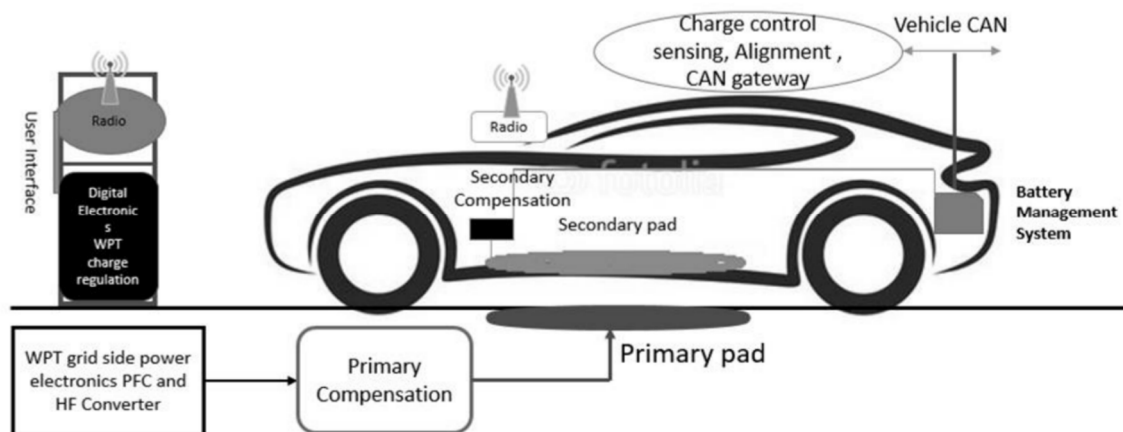 Charge control
sensing, Alignment ,
CAN gateway
Vehicle CAN
Radio
User Interface
Digital
Electronic
s
WPT
charge
regulation
Radio
fotolia
Secondary
Compensation
Secondary pad
Battery
Management
System
WPT grid side power
electronics PFC and
HF Converter
Primary
Compensation
Primary pad